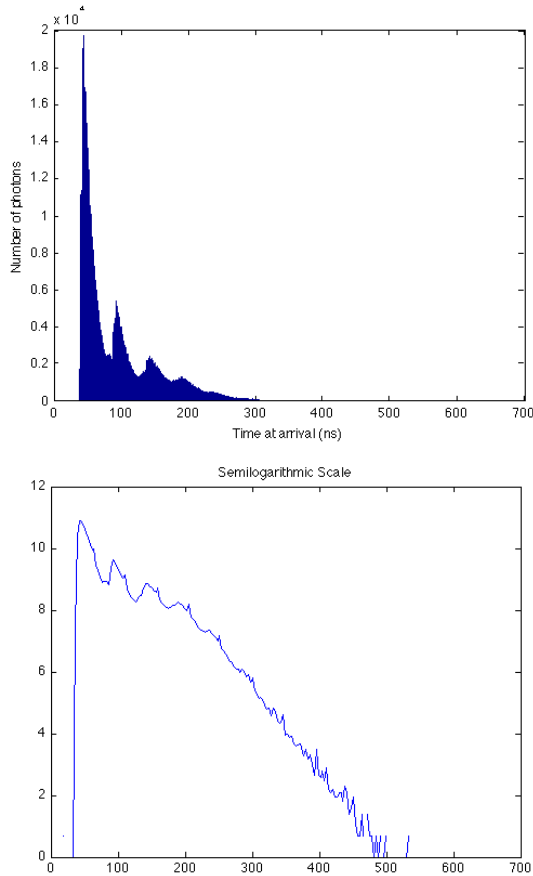 2 x 10⁴
1.8
1.6
1.4
1.2
1
0.8
0.6
0.4
0.2
0
Number of photons
0 100 200 300 400 500 600 700
Time at arrival (ns)
Semilogarithmic Scale
12
10
8
6
4
2
0
0 100 200 300 400 500 600 700